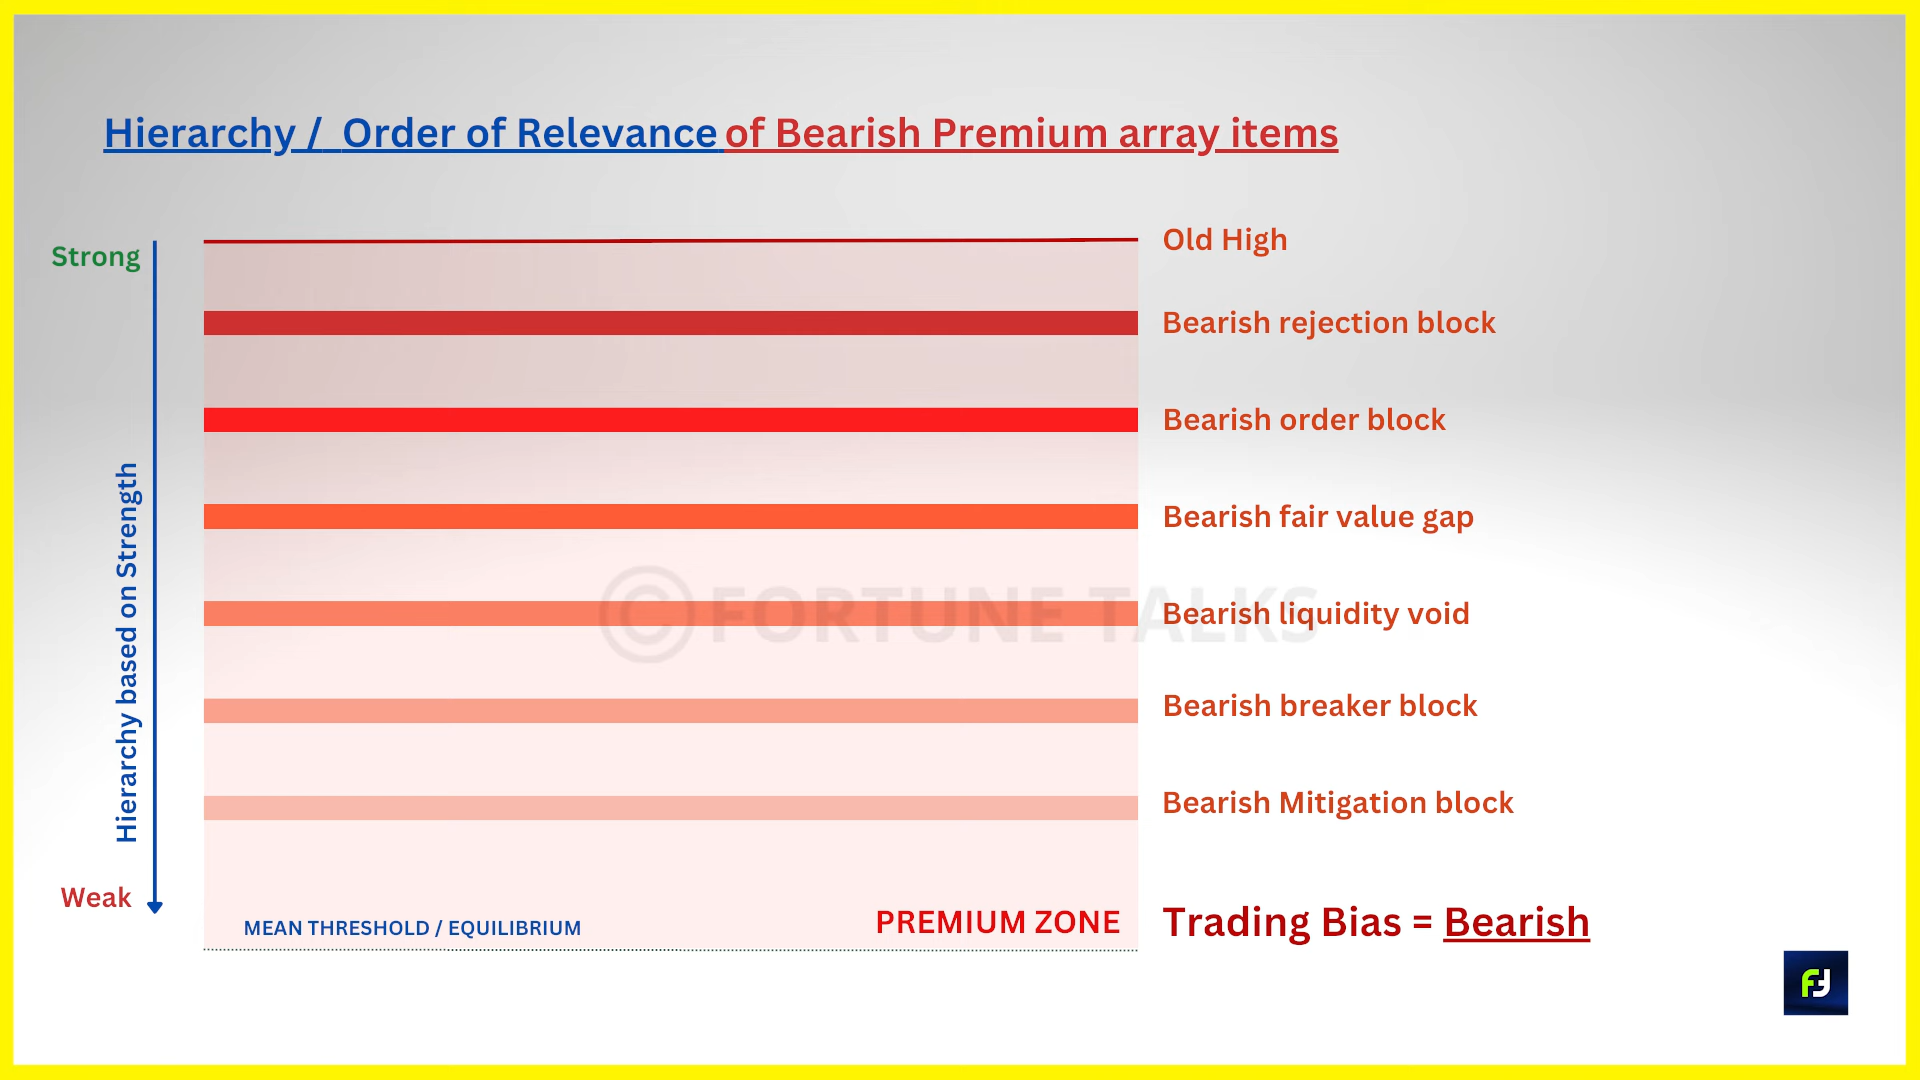 Hierarchy / Order of Relevance of Bearish Premium array items
Strong
Old High
Bearish rejection block
Bearish order block
Bearish fair value gap
Hierarchy based on Strength
© FORTUNE TALKS
Bearish liquidity void
Bearish breaker block
Bearish Mitigation block
Weak
MEAN THRESHOLD / EQUILIBRIUM
PREMIUM ZONE
Trading Bias = Bearish